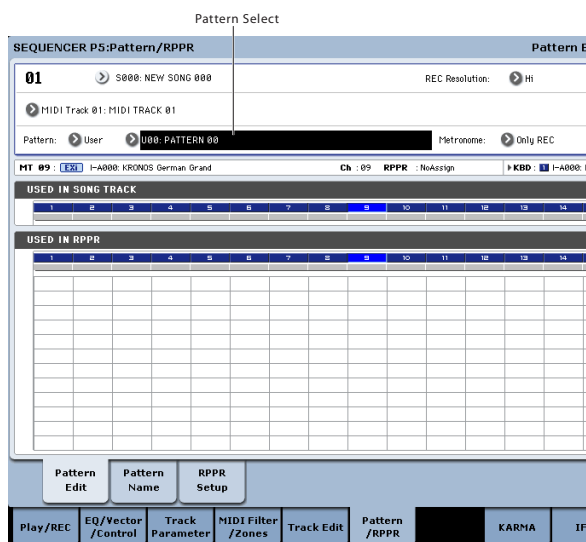 Pattern Select
SEQUENCER P5:Pattern/RPPR Pattern E
01 S000: NEW SONG 000 REC Resolution: Hi
MIDI Track 01: MIDI TRACK 01
Pattern: User U00: PATTERN 00 Metronome: Only REC
MT 09 : EXi I-A000: KRONOS German Grand Ch : 09 RPPR : NoAssign KBD : 1 I-A000:
USED IN SONG TRACK
1 2 3 4 5 6 7 8 9 10 11 12 13 14
USED IN RPPR
1 2 3 4 5 6 7 8 9 10 11 12 13 14
Pattern Edit
Pattern Name
RPPR Setup
Play/REC
EQ/Vector /Control
Track Parameter
MIDI Filter /Zones
Track Edit
Pattern /RPPR
KARMA
IF